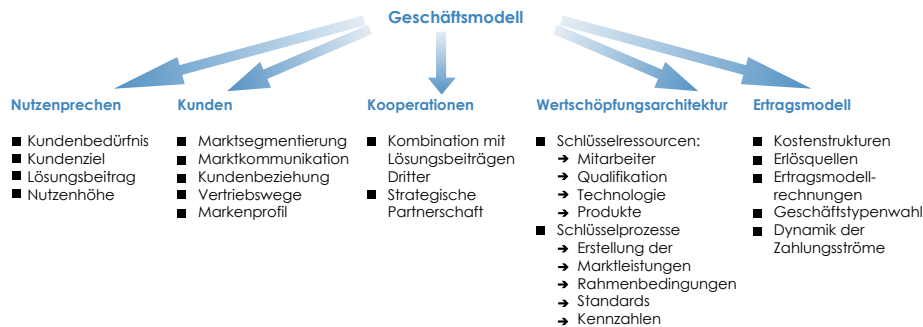 Geschäftsmodell
Nutzenprechen
■ Kundenbedürfnis
■ Kundenziel
■ Lösungsbeitrag
■ Nutzenhöhe
Kunden
■ Marktsegmentierung
■ Marktkommunikation
■ Kundenbeziehung
■ Vertriebswege
■ Markenprofil
Kooperationen
■ Kombination mit
Lösungsbeiträgen
Dritter
■ Strategische
Partnerschaft
Wertschöpfungsarchitektur
■ Schlüsselressourcen:
➔ Mitarbeiter
➔ Qualifikation
➔ Technologie
➔ Produkte
■ Schlüsselprozesse
➔ Erstellung der
➔ Marktleistungen
➔ Rahmenbedingungen
➔ Standards
➔ Kennzahlen
Ertragsmodell
■ Kostenstrukturen
■ Erlösquellen
■ Ertragsmodell-
rechnungen
■ Geschäftstypenwahl
■ Dynamik der
Zahlungsströme